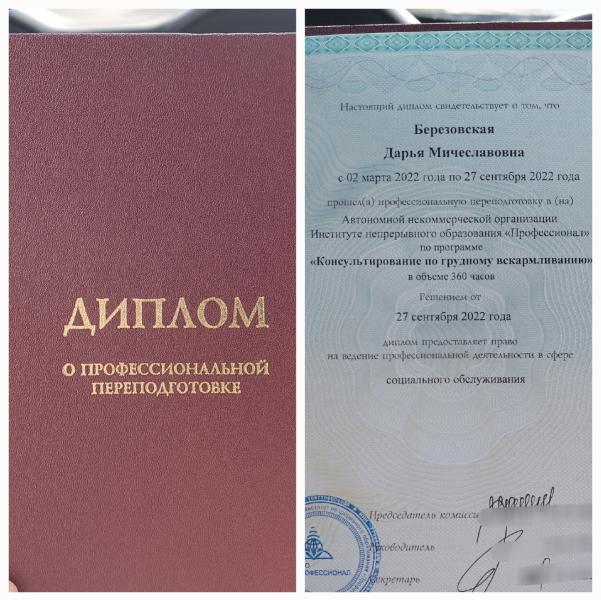 ДИПЛОМ
О ПРОФЕССИОНАЛЬНОЙ
ПЕРЕПОДГОТОВКЕ
Настоящий диплом свидетельствует о том, что
Березовская
Дарья Мичеславовна
с 02 марта 2022 года по 27 сентября 2022 года
прошел(а) профессиональную переподготовку в (на)
Автономной некоммерческой организации
Институте непрерывного образования «Профессионал»
по программе
«Консультирование по грудному вскармливанию»
в объеме 360 часов
Решением от
27 сентября 2022 года
диплом предоставляет право
на ведение профессиональной деятельности в сфере
социального обслуживания
Председатель комиссии
Руководитель
Секретарь